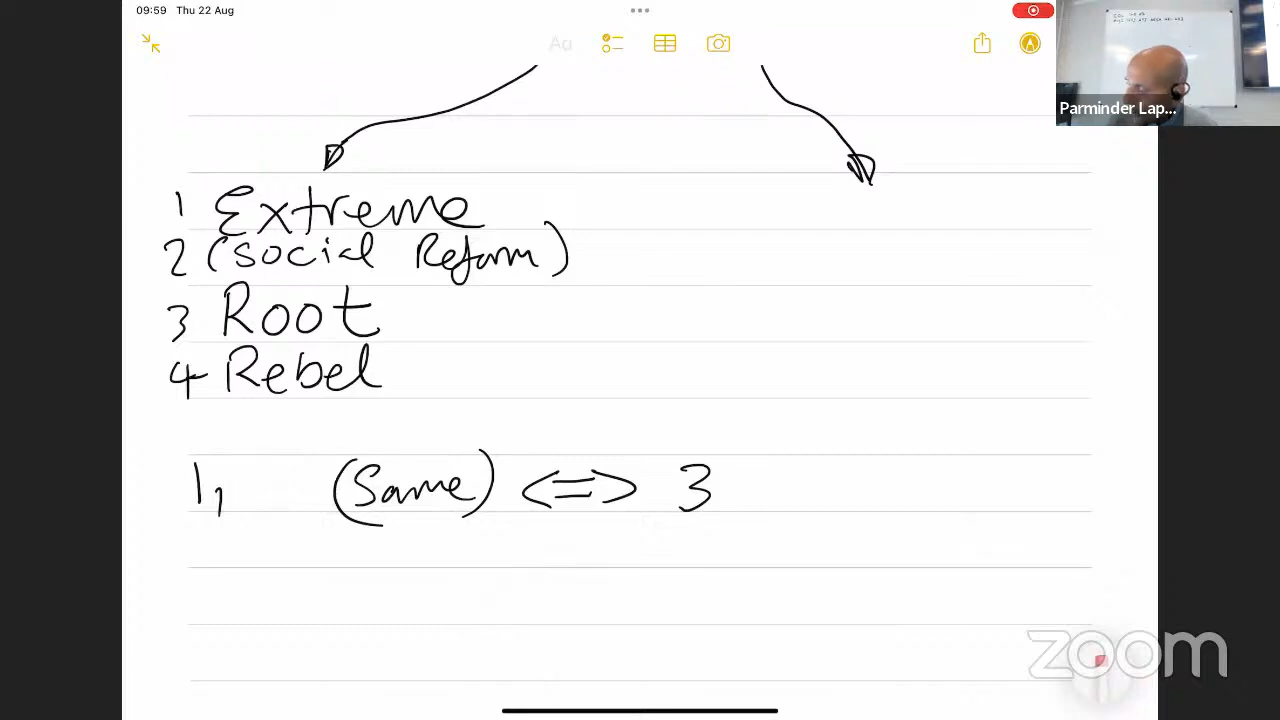 09:59 Thu 22 Aug
Aa
Parminder Lap...
1 Extreme
2 (Social Reform)
3 Root
4 Rebel
1, (Same) <=> 3
zoom